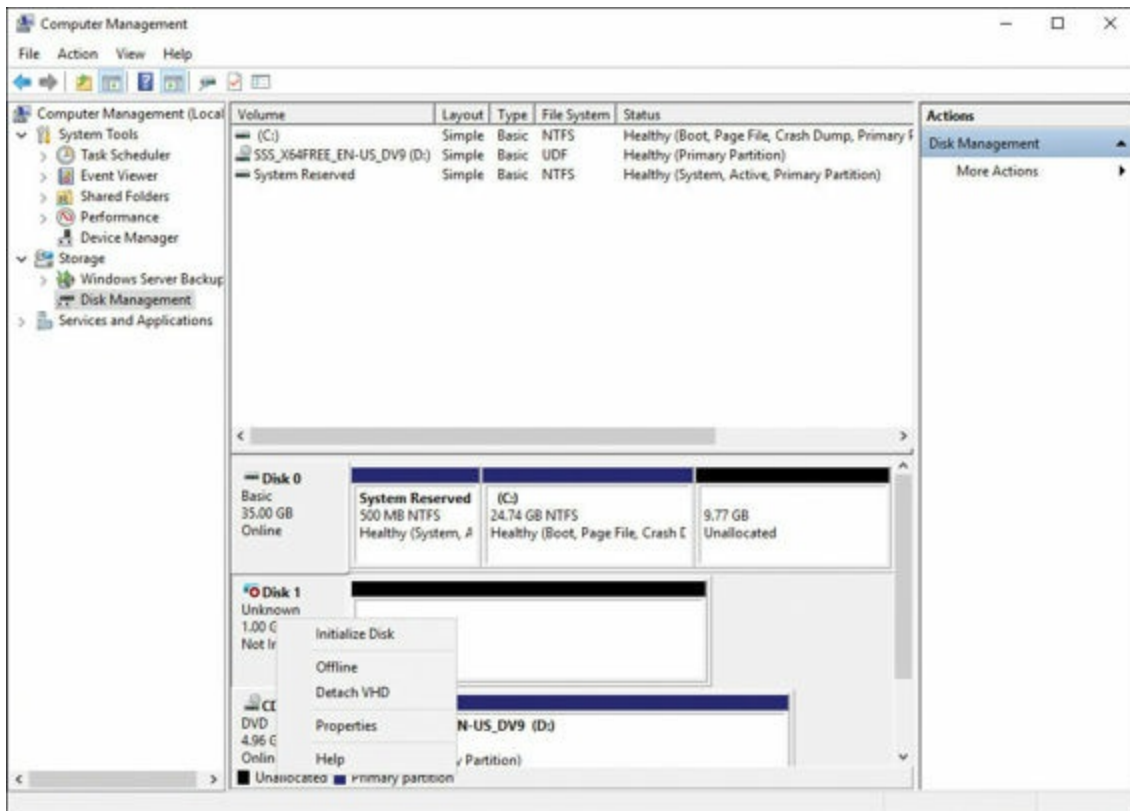 Computer Management
File Action View Help
Computer Management (Local
System Tools
Task Scheduler
Event Viewer
Shared Folders
Performance
Device Manager
Storage
Windows Server Backup
Disk Management
Services and Applications
Volume Layout Type File System Status
(C:) Simple Basic NTFS Healthy (Boot, Page File, Crash Dump, Primary P
SSS_X64FREE_EN-US_DV9 (D:) Simple Basic UDF Healthy (Primary Partition)
System Reserved Simple Basic NTFS Healthy (System, Active, Primary Partition)
Disk 0
Basic
35.00 GB
Online
System Reserved
500 MB NTFS
Healthy (System, A
(C:)
24.74 GB NTFS
Healthy (Boot, Page File, Crash D
9.77 GB
Unallocated
Disk 1
Unknown
1.00 G
Not In
Initialize Disk
Offline
Detach VHD
Properties
Help
CD
DVD
4.96 G
Onlin
N-US_DV9 (D:)
y Partition)
Unallocated Primary partition
Actions
Disk Management
More Actions